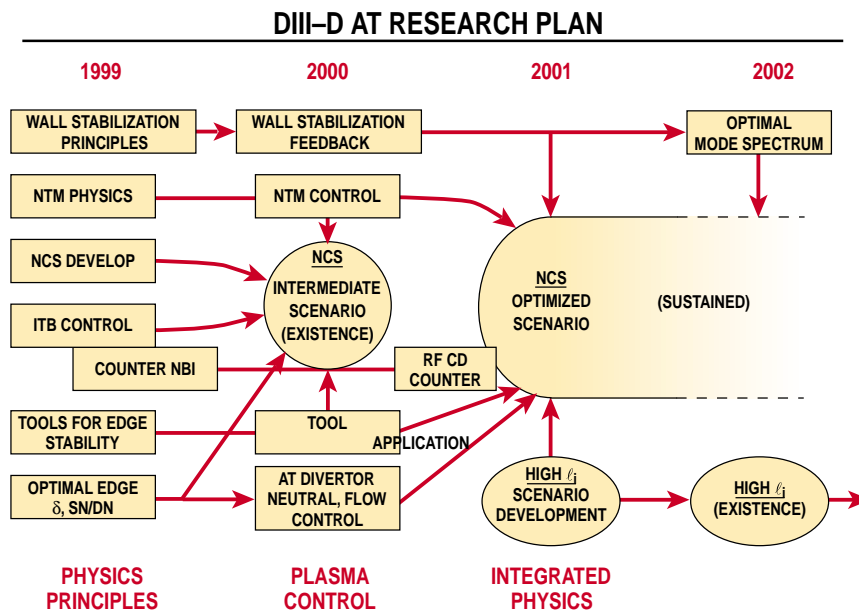 DIII–D AT RESEARCH PLAN
1999
2000
2001
2002
WALL STABILIZATION
PRINCIPLES
WALL STABILIZATION
FEEDBACK
OPTIMAL
MODE SPECTRUM
NTM PHYSICS
NTM CONTROL
NCS DEVELOP
NCS
INTERMEDIATE
SCENARIO
(EXISTENCE)
NCS
OPTIMIZED
SCENARIO
(SUSTAINED)
ITB CONTROL
COUNTER NBI
RF CD
COUNTER
TOOLS FOR EDGE
STABILITY
TOOL
APPLICATION
OPTIMAL EDGE
δ, SN/DN
AT DIVERTOR
NEUTRAL, FLOW
CONTROL
HIGH ℓj
SCENARIO
DEVELOPMENT
HIGH ℓj
(EXISTENCE)
PHYSICS
PRINCIPLES
PLASMA
CONTROL
INTEGRATED
PHYSICS